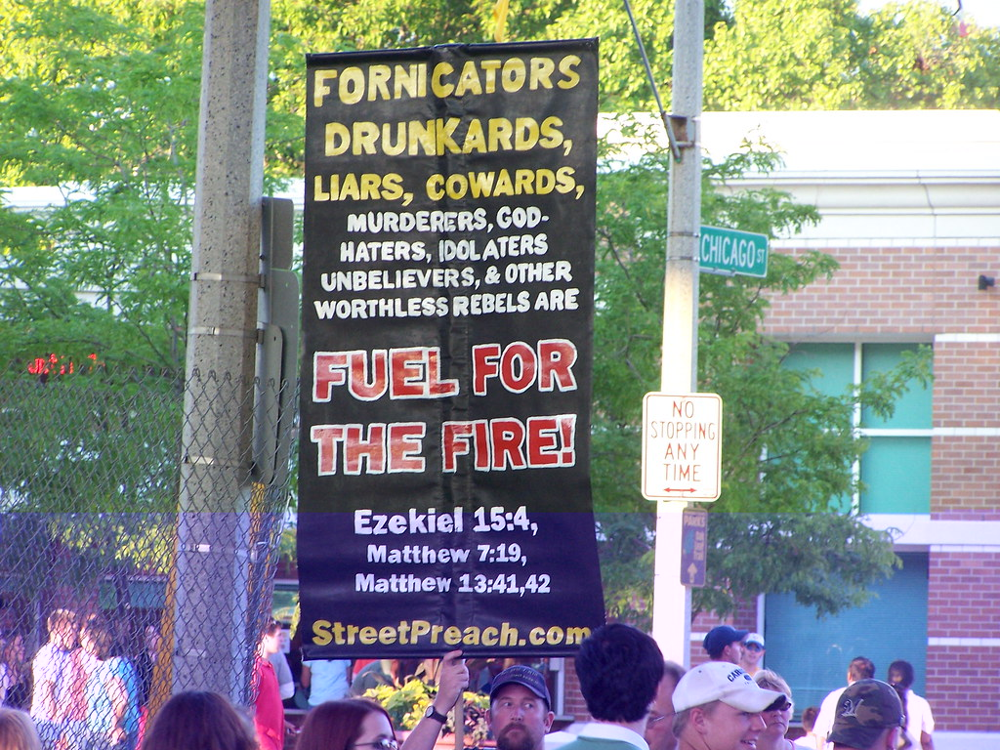 FORNICATORS
DRUNKARDS,
LIARS, COWARDS,
MURDERERS, GOD-
HATERS, IDOLATERS
UNBELIEVERS, & OTHER
WORTHLESS REBELS ARE
FUEL FOR
THE FIRE!
Ezekiel 15:4,
Matthew 7:19,
Matthew 13:41,42
StreetPreach.com
CHICAGO ST
NO
STOPPING
ANY
TIME